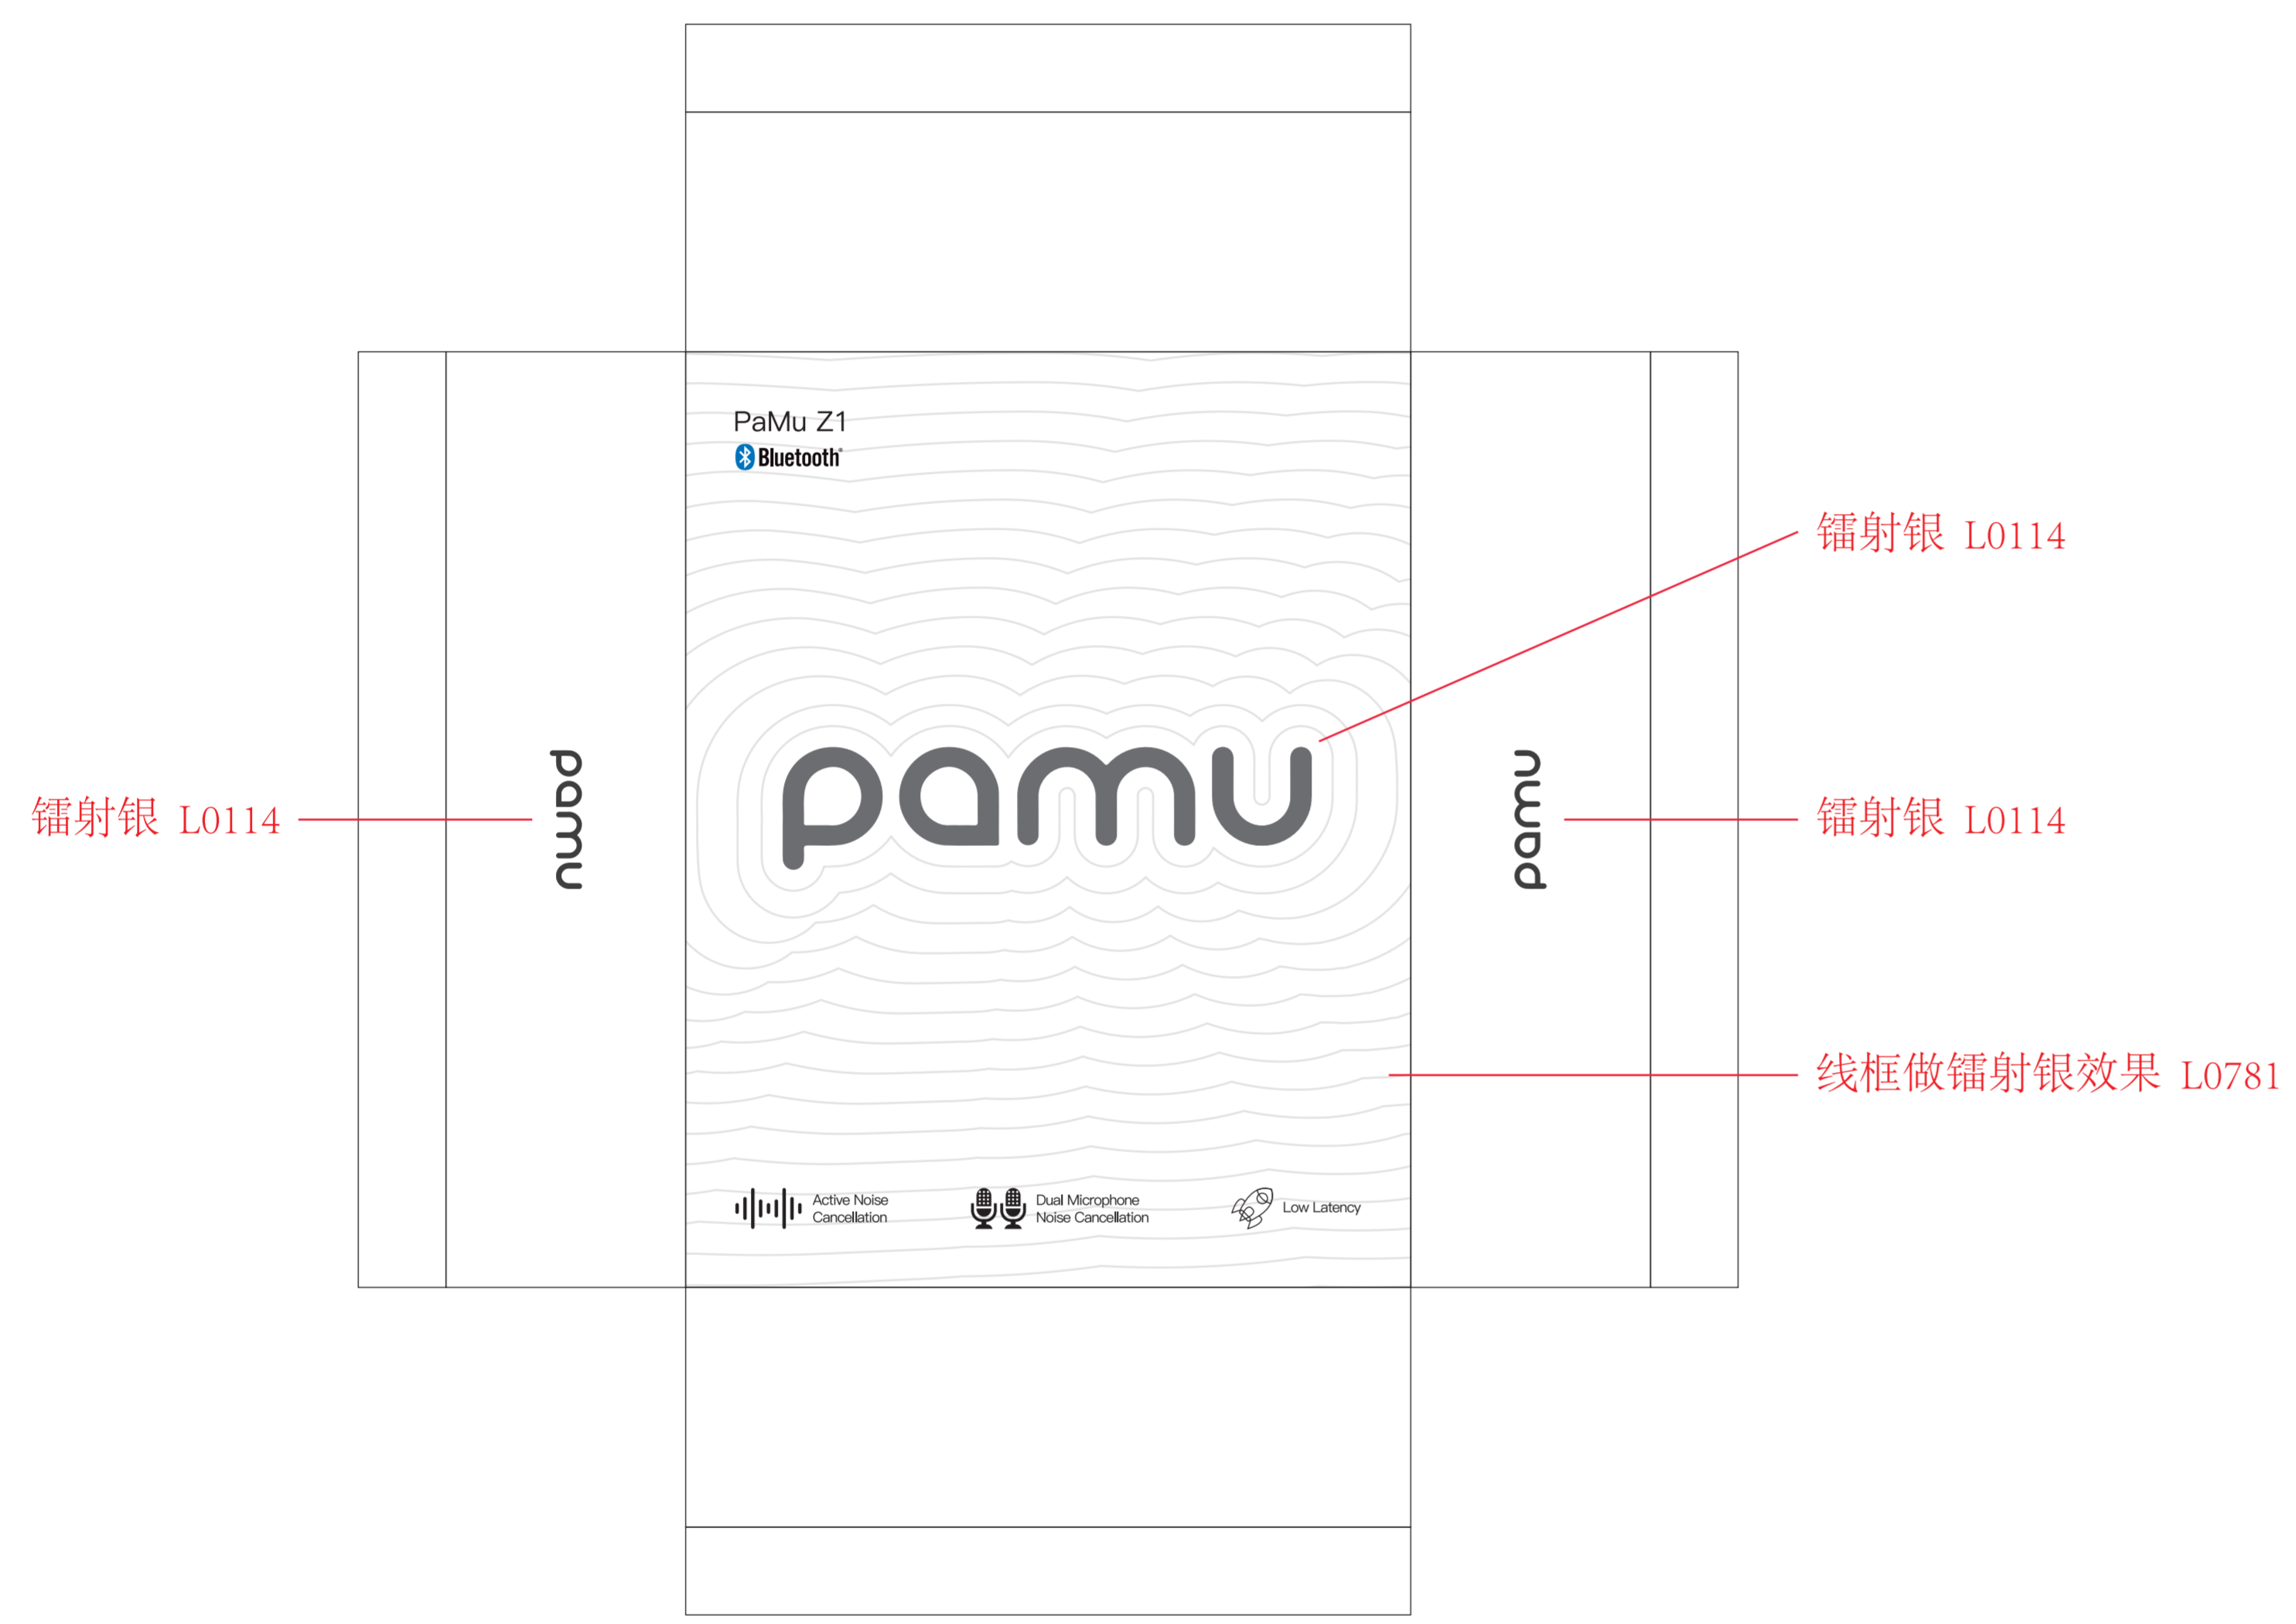 PaMu Z1
Bluetooth®
镭射银 L0114
pamu
镭射银 L0114
pamu
pamu
镭射银 L0114
线框做镭射银效果 L0781
Active Noise
Cancellation
Dual Microphone
Noise Cancellation
Low Latency